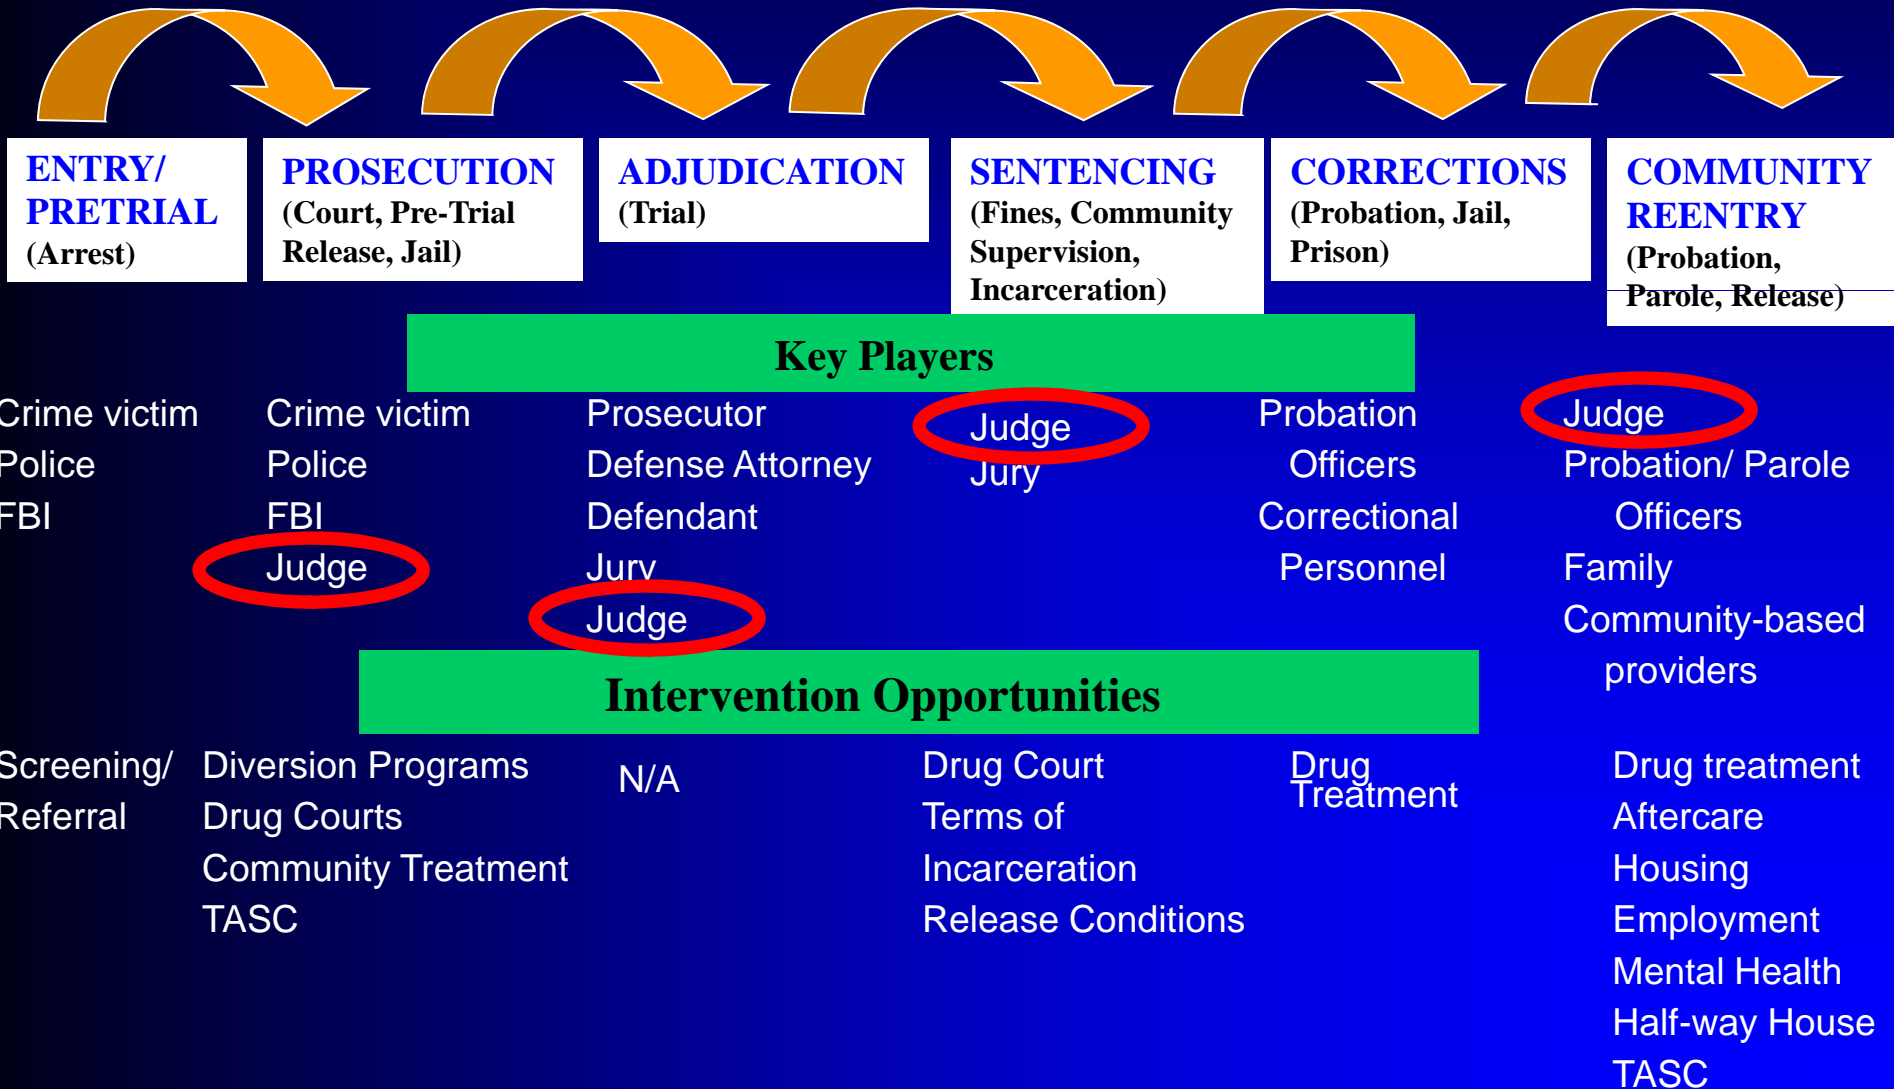 ENTRY/
PRETRIAL
(Arrest)
PROSECUTION
(Court, Pre-Trial
Release, Jail)
ADJUDICATION
(Trial)
SENTENCING
(Fines, Community
Supervision,
Incarceration)
CORRECTIONS
(Probation, Jail,
Prison)
COMMUNITY
REENTRY
(Probation,
Parole, Release)
Key Players
Crime victim
Police
FBI
Crime victim
Police
FBI
Judge
Prosecutor
Defense Attorney
Defendant
Jury
Judge
Judge
Jury
Probation
Officers
Correctional
Personnel
Judge
Probation/ Parole
Officers
Family
Community-based
providers
Intervention Opportunities
Screening/
Referral
Diversion Programs
Drug Courts
Community Treatment
TASC
N/A
Drug Court
Terms of
Incarceration
Release Conditions
Drug
Treatment
Drug treatment
Aftercare
Housing
Employment
Mental Health
Half-way House
TASC